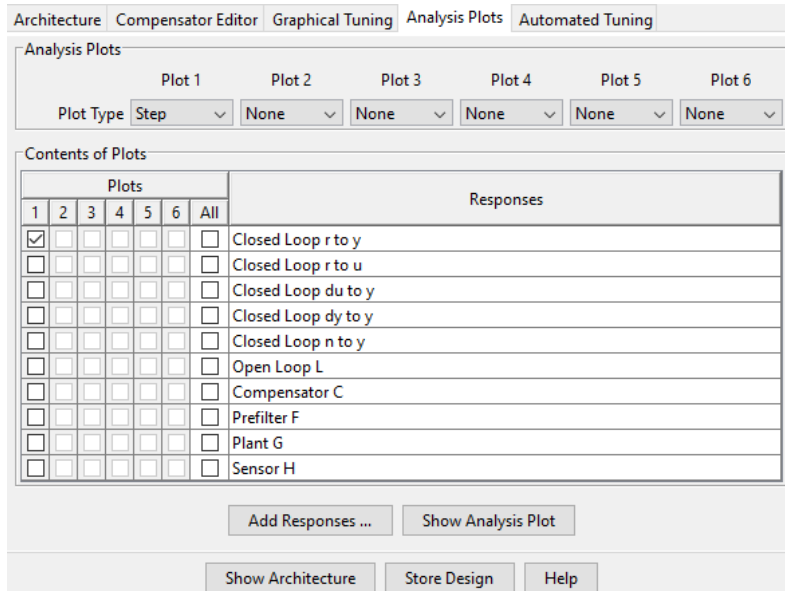 Architecture Compensator Editor Graphical Tuning Analysis Plots Automated Tuning
Analysis Plots
Plot 1 Plot 2 Plot 3 Plot 4 Plot 5 Plot 6
Plot Type Step None None None None None
Contents of Plots
Plots Responses
1 2 3 4 5 6 All
Closed Loop r to y
Closed Loop r to u
Closed Loop du to y
Closed Loop dy to y
Closed Loop n to y
Open Loop L
Compensator C
Prefilter F
Plant G
Sensor H
Add Responses ... Show Analysis Plot
Show Architecture Store Design Help